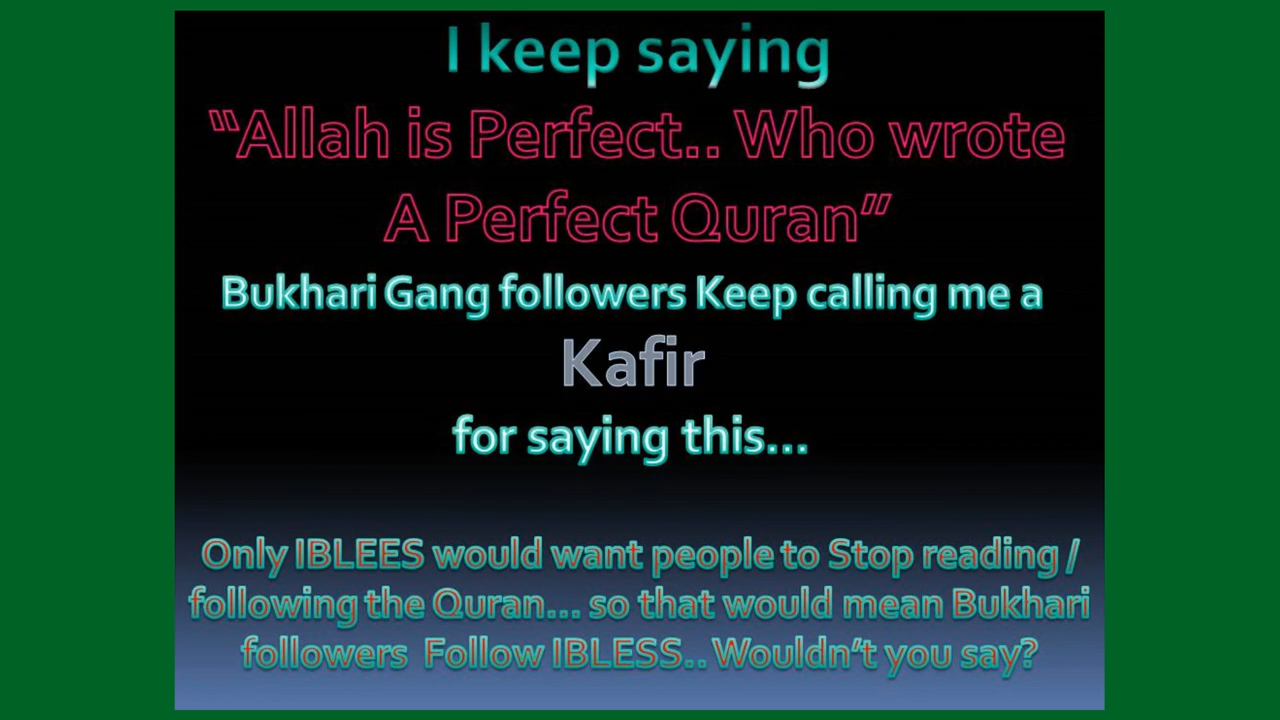 I keep saying
“Allah is Perfect.. Who wrote
A Perfect Quran”
Bukhari Gang followers Keep calling me a
Kafir
for saying this...
Only IBLEES would want people to Stop reading /
following the Quran... so that would mean Bukhari
followers Follow IBLESS.. Wouldn’t you say?